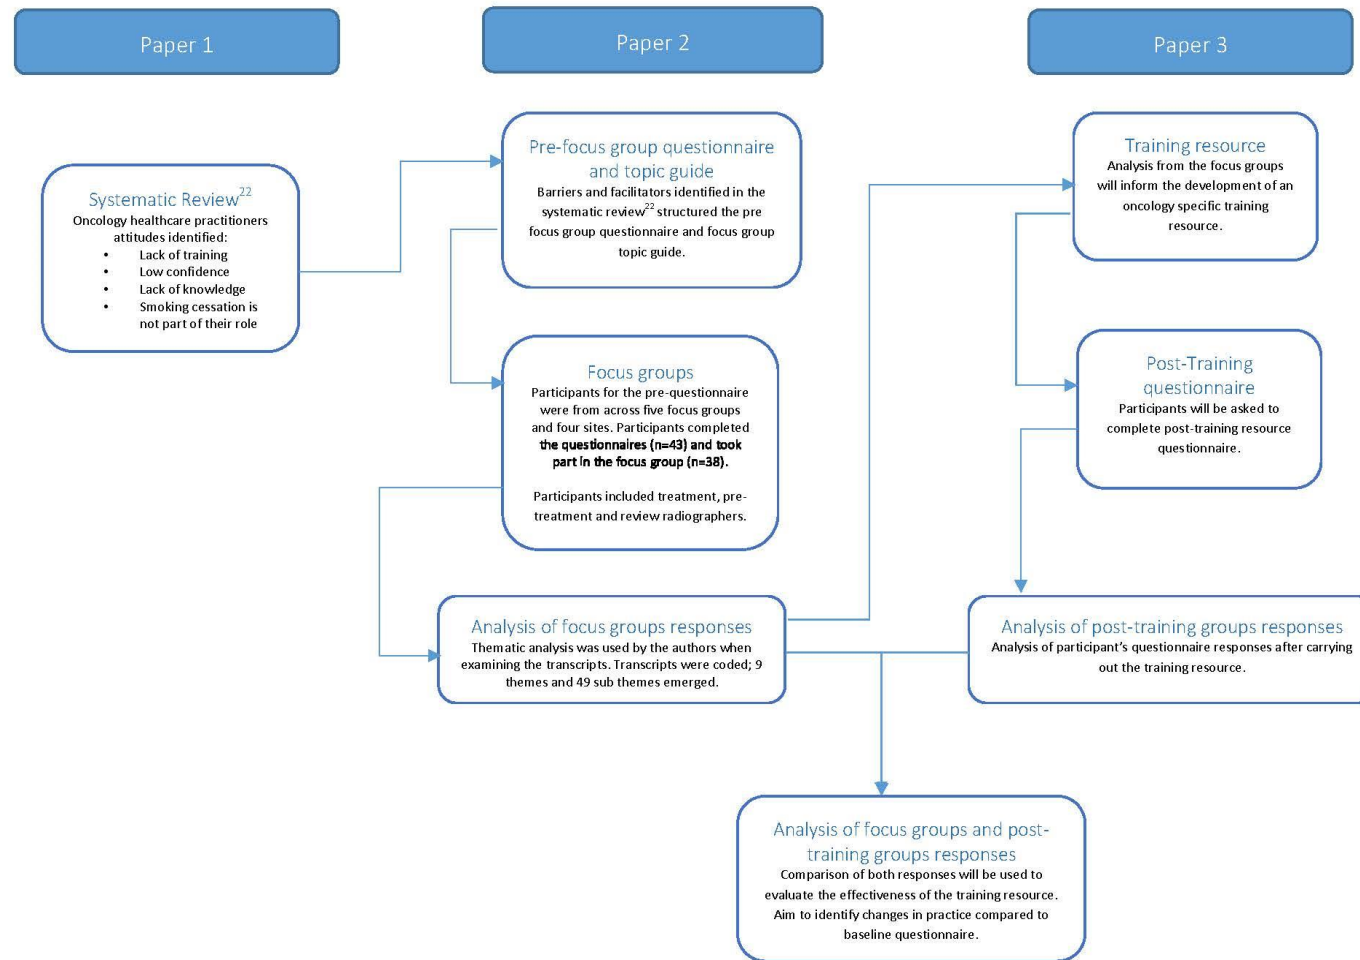 Paper 1
Paper 2
Paper 3
Systematic Review22
Oncology healthcare practitioners
attitudes identified:
• Lack of training
• Low confidence
• Lack of knowledge
• Smoking cessation is
not part of their role
Pre-focus group questionnaire
and topic guide
Barriers and facilitators identified in the
systematic review22 structured the pre
focus group questionnaire and focus group
topic guide.
Focus groups
Participants for the pre-questionnaire
were from across five focus groups
and four sites. Participants completed
the questionnaires (n=43) and took
part in the focus group (n=38).
Participants included treatment, pre-
treatment and review radiographers.
Analysis of focus groups responses
Thematic analysis was used by the authors when
examining the transcripts. Transcripts were coded; 9
themes and 49 sub themes emerged.
Training resource
Analysis from the focus groups
will inform the development of an
oncology specific training
resource.
Post-Training
questionnaire
Participants will be asked to
complete post-training resource
questionnaire.
Analysis of post-training groups responses
Analysis of participant's questionnaire responses after carrying
out the training resource.
Analysis of focus groups and post-
training groups responses
Comparison of both responses will be used to
evaluate the effectiveness of the training resource.
Aim to identify changes in practice compared to
baseline questionnaire.